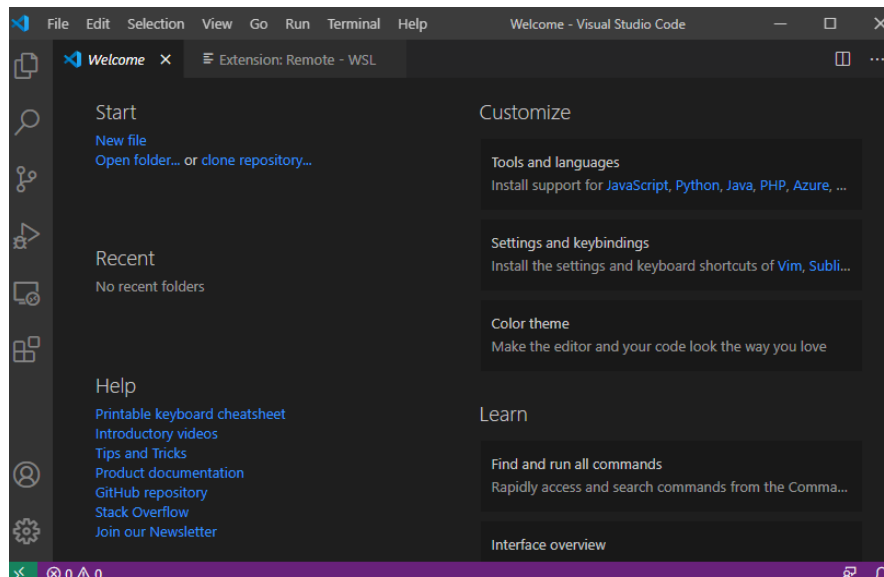 File Edit Selection View Go Run Terminal Help Welcome - Visual Studio Code
Welcome Extension: Remote - WSL
Start
New file
Open folder... or clone repository...
Recent
No recent folders
Help
Printable keyboard cheatsheet
Introductory videos
Tips and Tricks
Product documentation
GitHub repository
Stack Overflow
Join our Newsletter
Customize
Tools and languages
Install support for JavaScript, Python, Java, PHP, Azure, ...
Settings and keybindings
Install the settings and keyboard shortcuts of Vim, Subli...
Color theme
Make the editor and your code look the way you love
Learn
Find and run all commands
Rapidly access and search commands from the Comma...
Interface overview
0 0